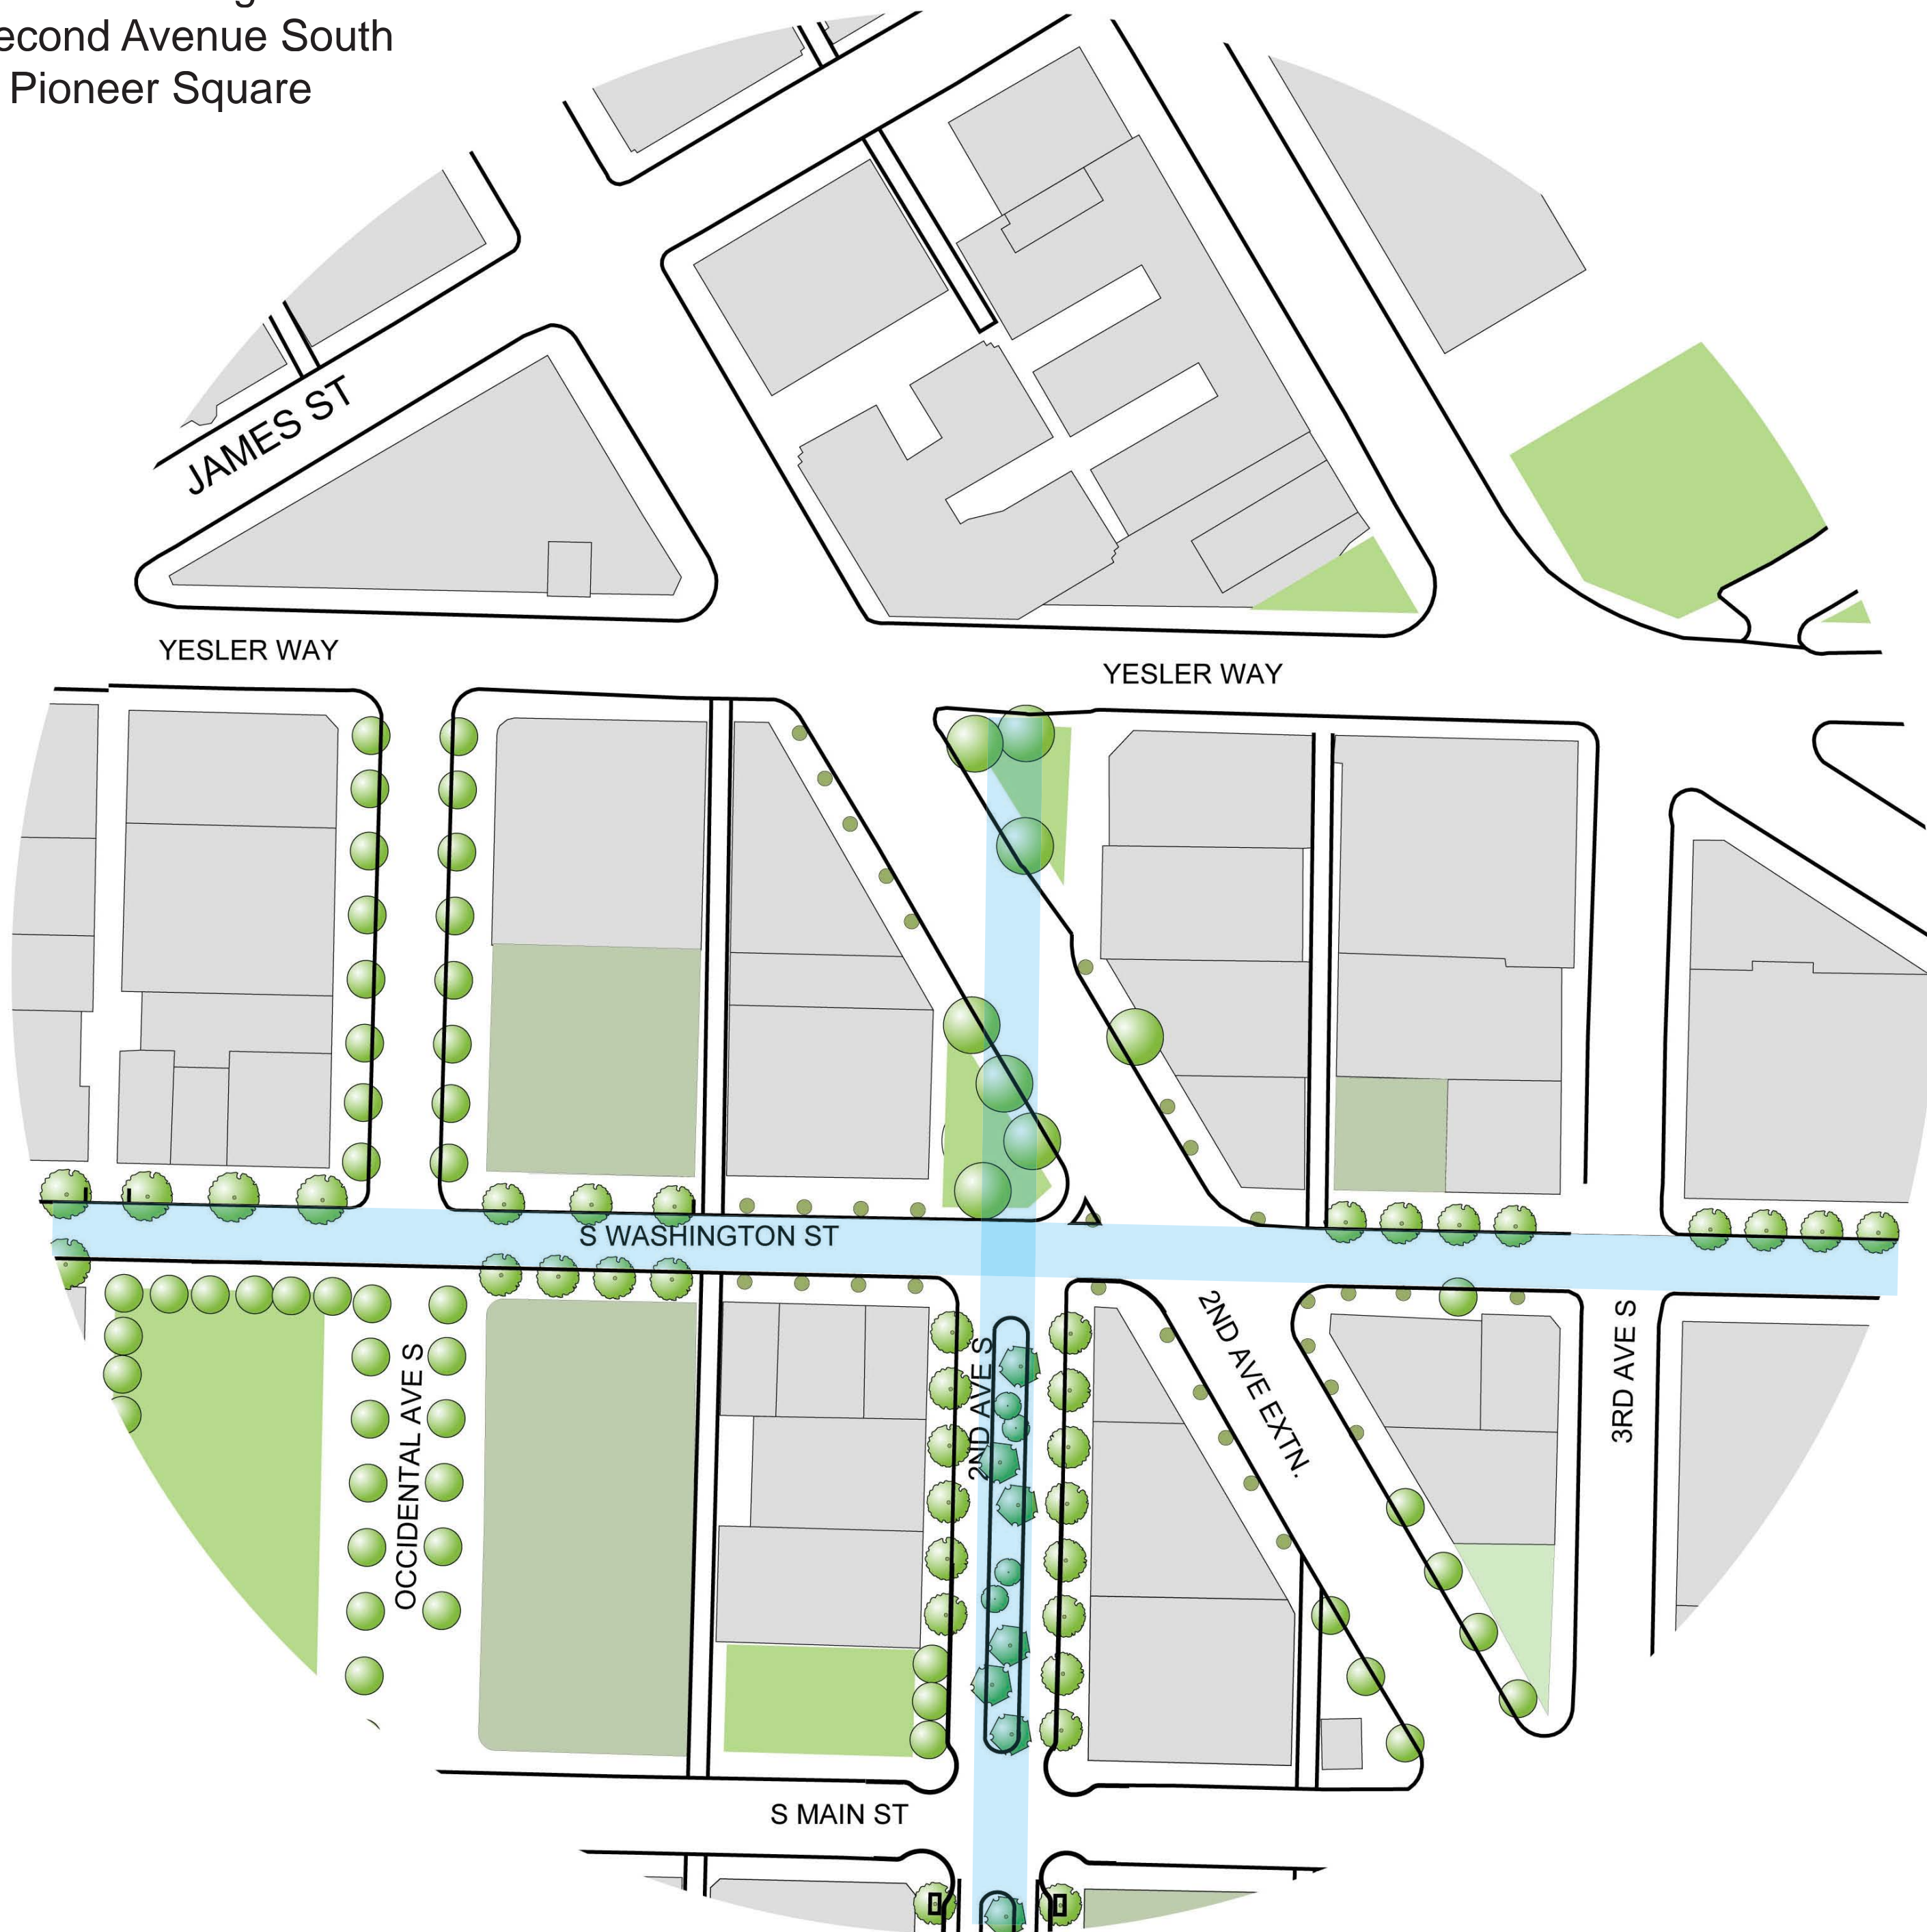 econd Avenue South
Pioneer Square
JAMES ST
YESLER WAY
YESLER WAY
S WASHINGTON ST
2ND AVE S
2ND AVE EXTN.
3RD AVE S
OCCIDENTAL AVE S
S MAIN ST